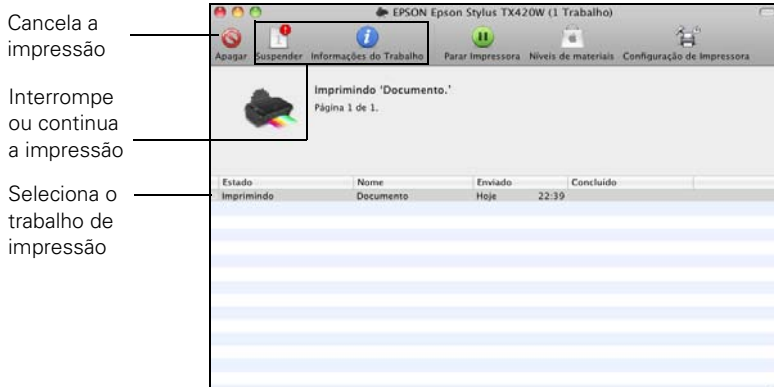 Cancela a
impressão
Interrompe
ou continua
a impressão
Seleciona o
trabalho de
impressão
EPSON Epson Stylus TX420W (1 Trabalho)
Apagar Suspender Informações do Trabalho Parar Impressora Níveis de materiais Configuração de Impressora
Imprimindo 'Documento.'
Página 1 de 1.
Estado Nome Enviado Concluído
Imprimindo Documento Hoje 22:39